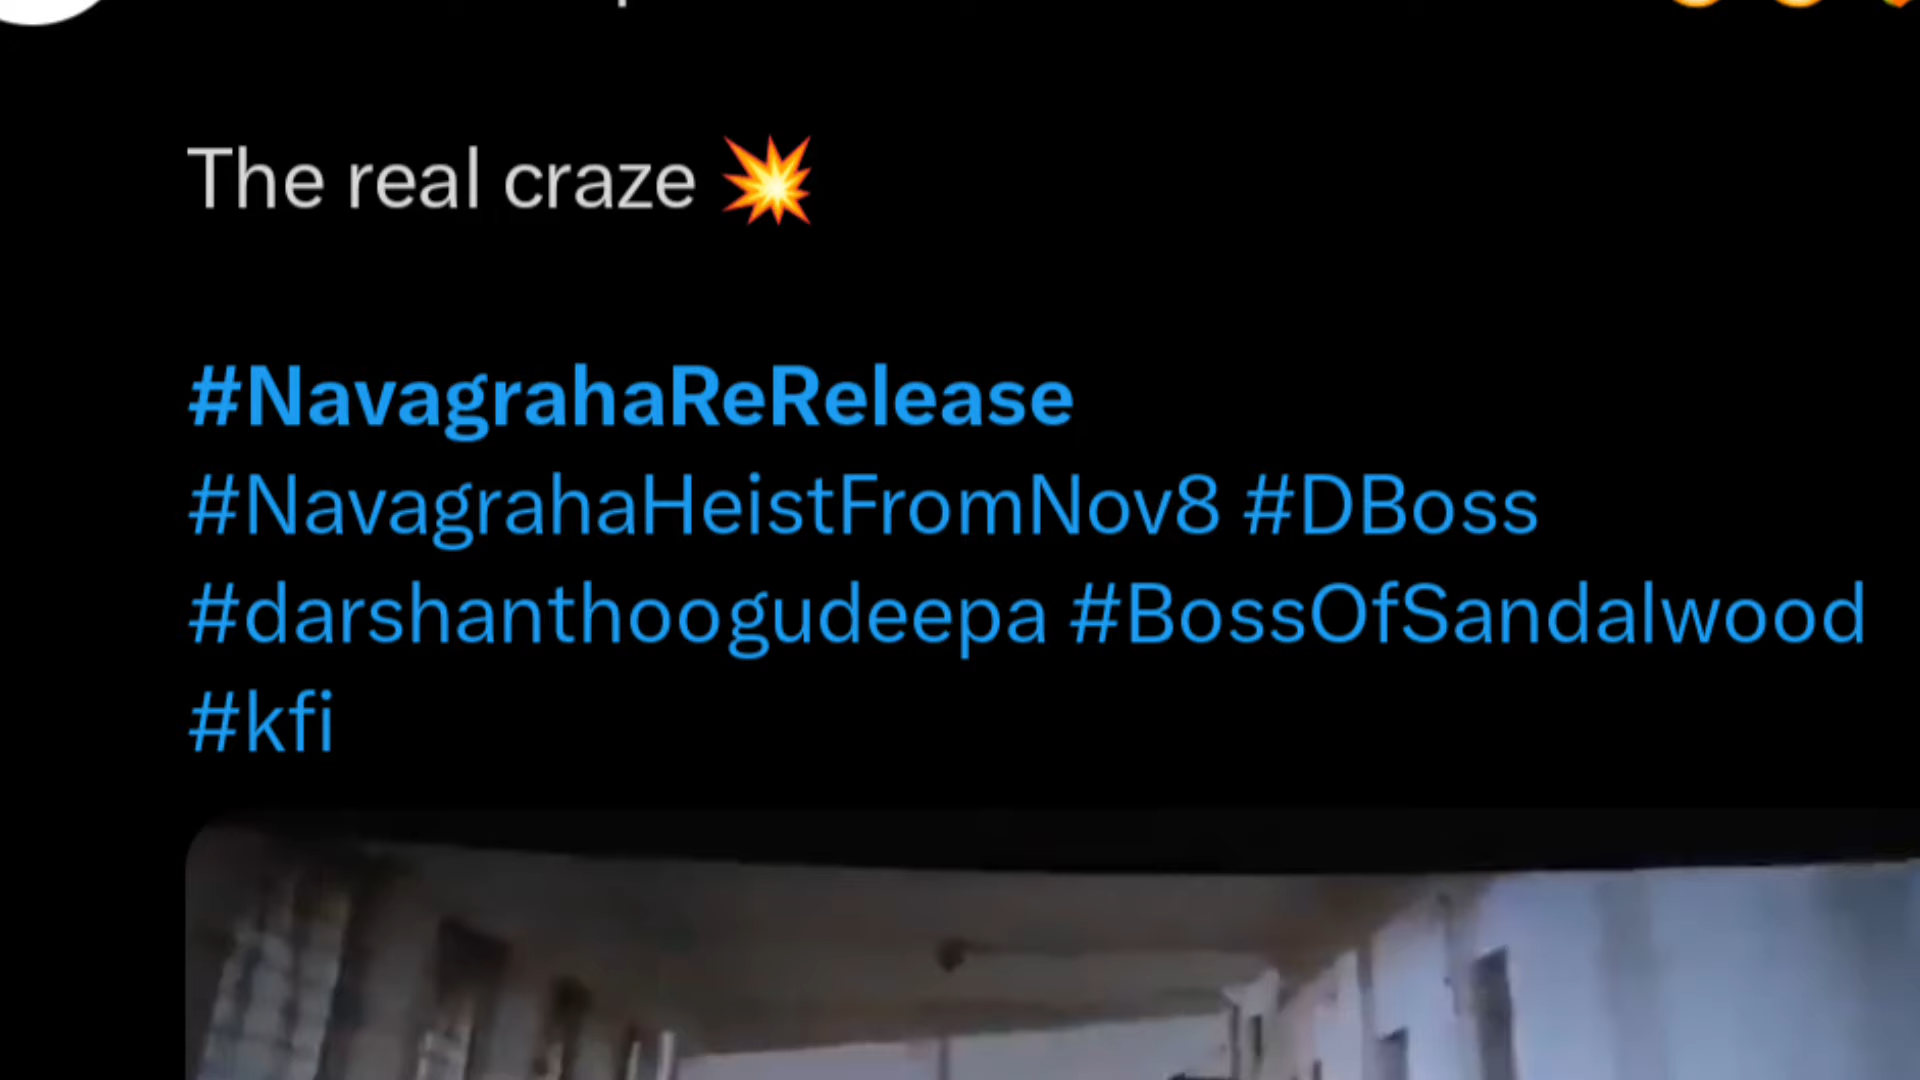 The real craze 💥
#NavagrahaReRelease
#NavagrahaHeistFromNov8 #DBoss
#darshanthoogudeepa #BossOfSandalwood
#kfi